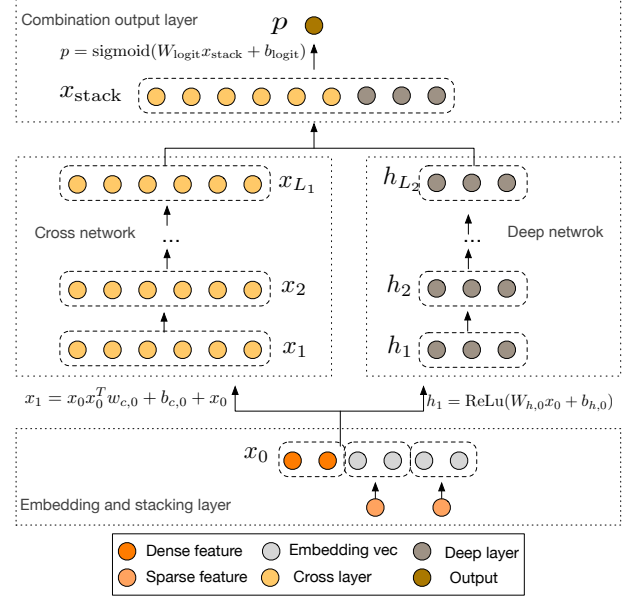 Combination output layer
p
p = sigmoid(W_logit x_stack + b_logit)
x_stack
x_{L_1}
h_{L_2}
Cross network
...
...
Deep netwrok
x_2
h_2
x_1
h_1
x_1 = x_0 x_0^T w_{c,0} + b_{c,0} + x_0
h_1 = ReLu(W_{h,0} x_0 + b_{h,0})
x_0
Embedding and stacking layer
Dense feature
Embedding vec
Deep layer
Sparse feature
Cross layer
Output